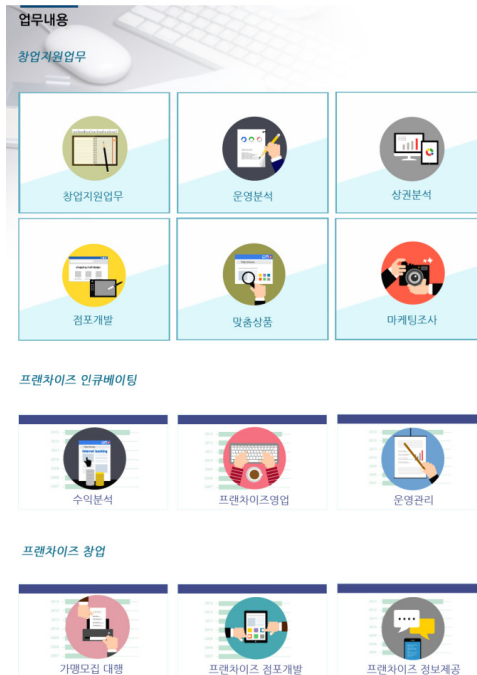 업무내용
창업지원업무
창업지원업무
운영분석
상권분석
점포개발
맞춤상품
마케팅조사
프랜차이즈 인큐베이팅
수익분석
프랜차이즈영업
운영관리
프랜차이즈 창업
가맹모집 대행
프랜차이즈 점포개발
프랜차이즈 정보제공